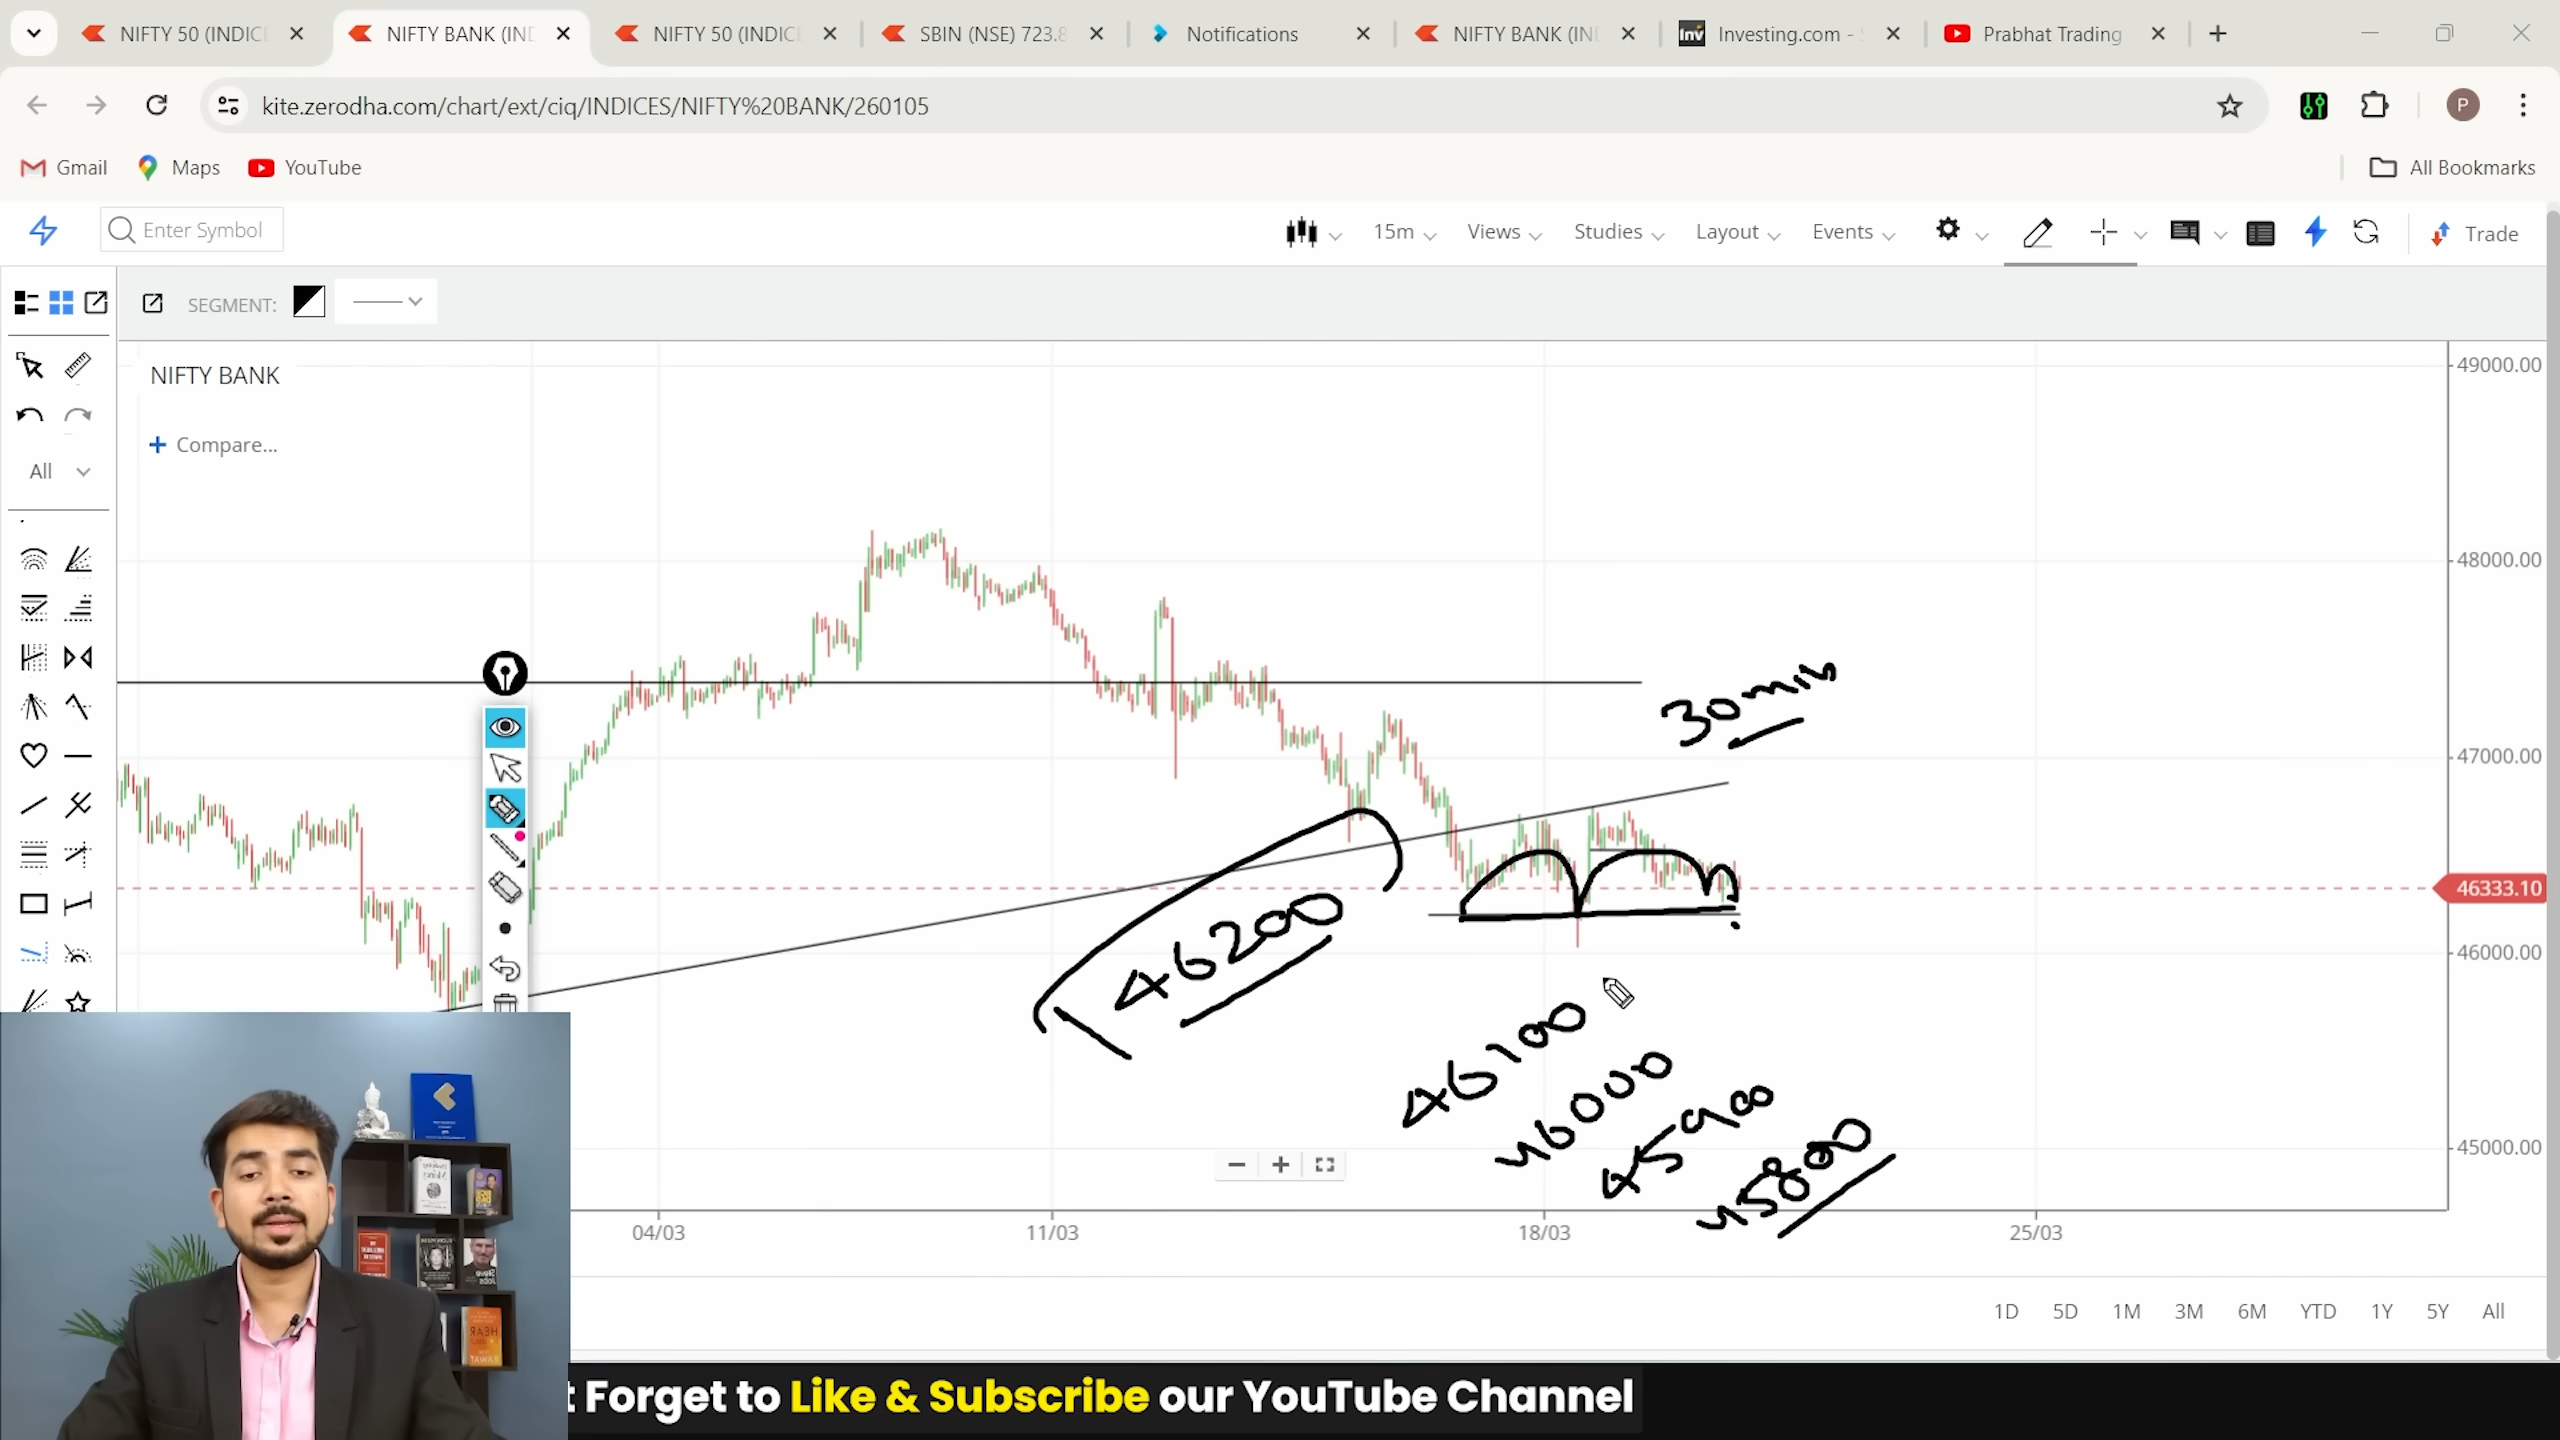 NIFTY 50 (INDIC
NIFTY BANK (IND
NIFTY 50 (INDIC
SBIN (NSE) 723.8
Notifications
NIFTY BANK (IN
Investing.com -
Prabhat Trading
kite.zerodha.com/chart/ext/ciq/INDICES/NIFTY%20BANK/260105
P
Gmail
Maps
YouTube
All Bookmarks
Enter Symbol
15m
Views
Studies
Layout
Events
Trade
SEGMENT:
NIFTY BANK
Compare...
All
49000.00
48000.00
47000.00
46333.10
46000.00
45000.00
30min
46200
46100
46000
45900
45800
04/03
11/03
18/03
25/03
1D 5D 1M 3M 6M YTD 1Y 5Y All
t Forget to Like & Subscribe our YouTube Channel